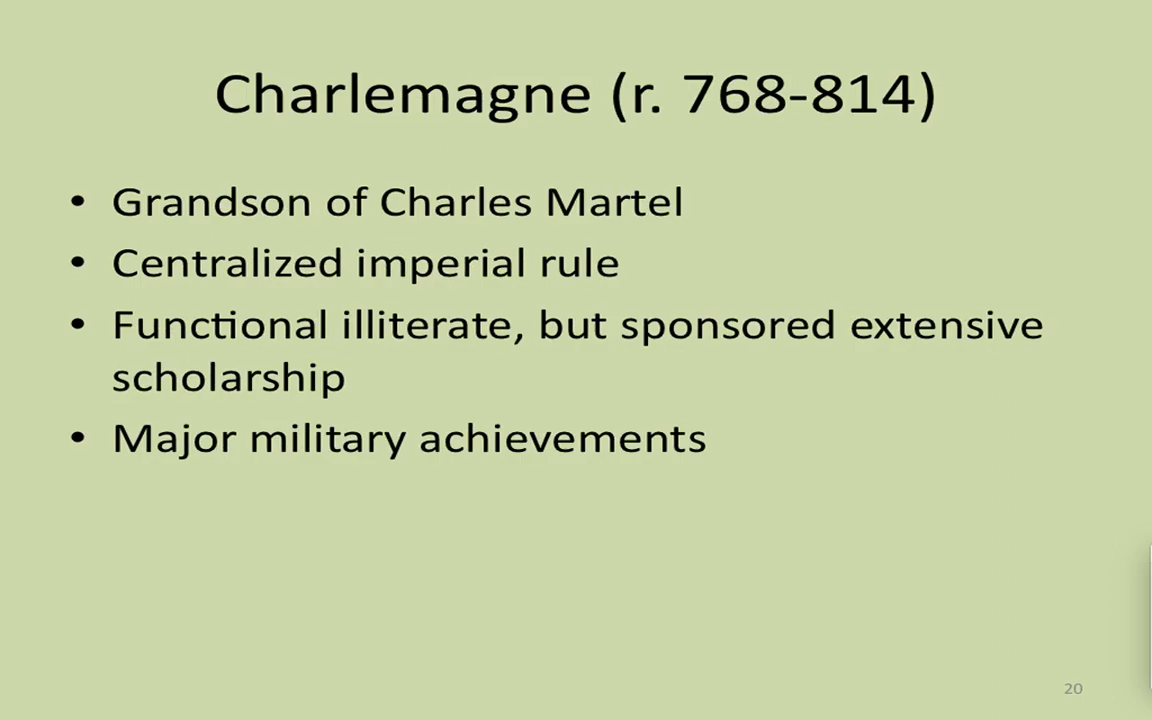 Charlemagne (r. 768-814)
• Grandson of Charles Martel
• Centralized imperial rule
• Functional illiterate, but sponsored extensive
scholarship
• Major military achievements
20